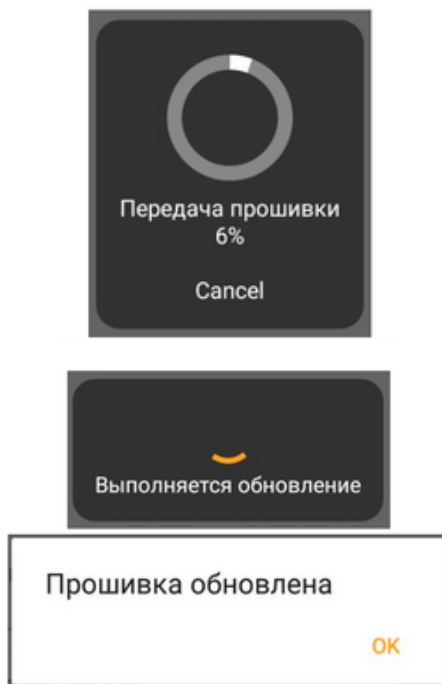 Передача прошивки
6%
Cancel
Выполняется обновление
Прошивка обновлена
OK